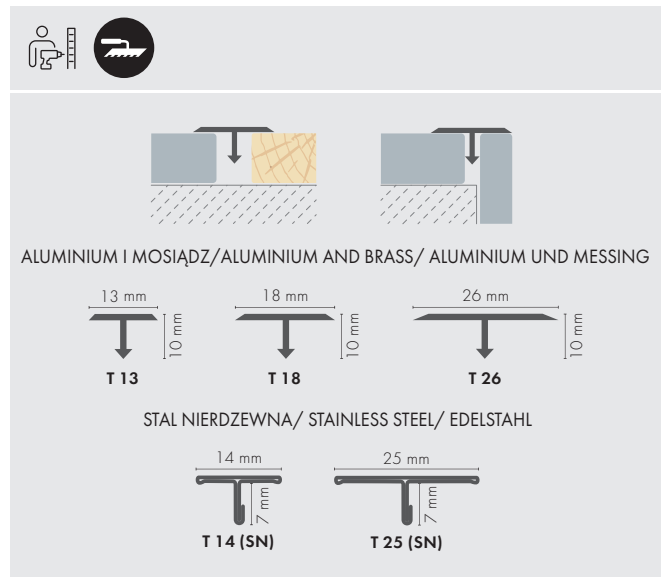 ALUMINIUM I MOSIĄDZ/ALUMINIUM AND BRASS/ ALUMINIUM UND MESSING
13 mm 18 mm 26 mm
10 mm 10 mm 10 mm
T 13 T 18 T 26
STAL NIERDZEWNA/ STAINLESS STEEL/ EDELSTAHL
14 mm 25 mm
7 mm 7 mm
T 14 (SN) T 25 (SN)